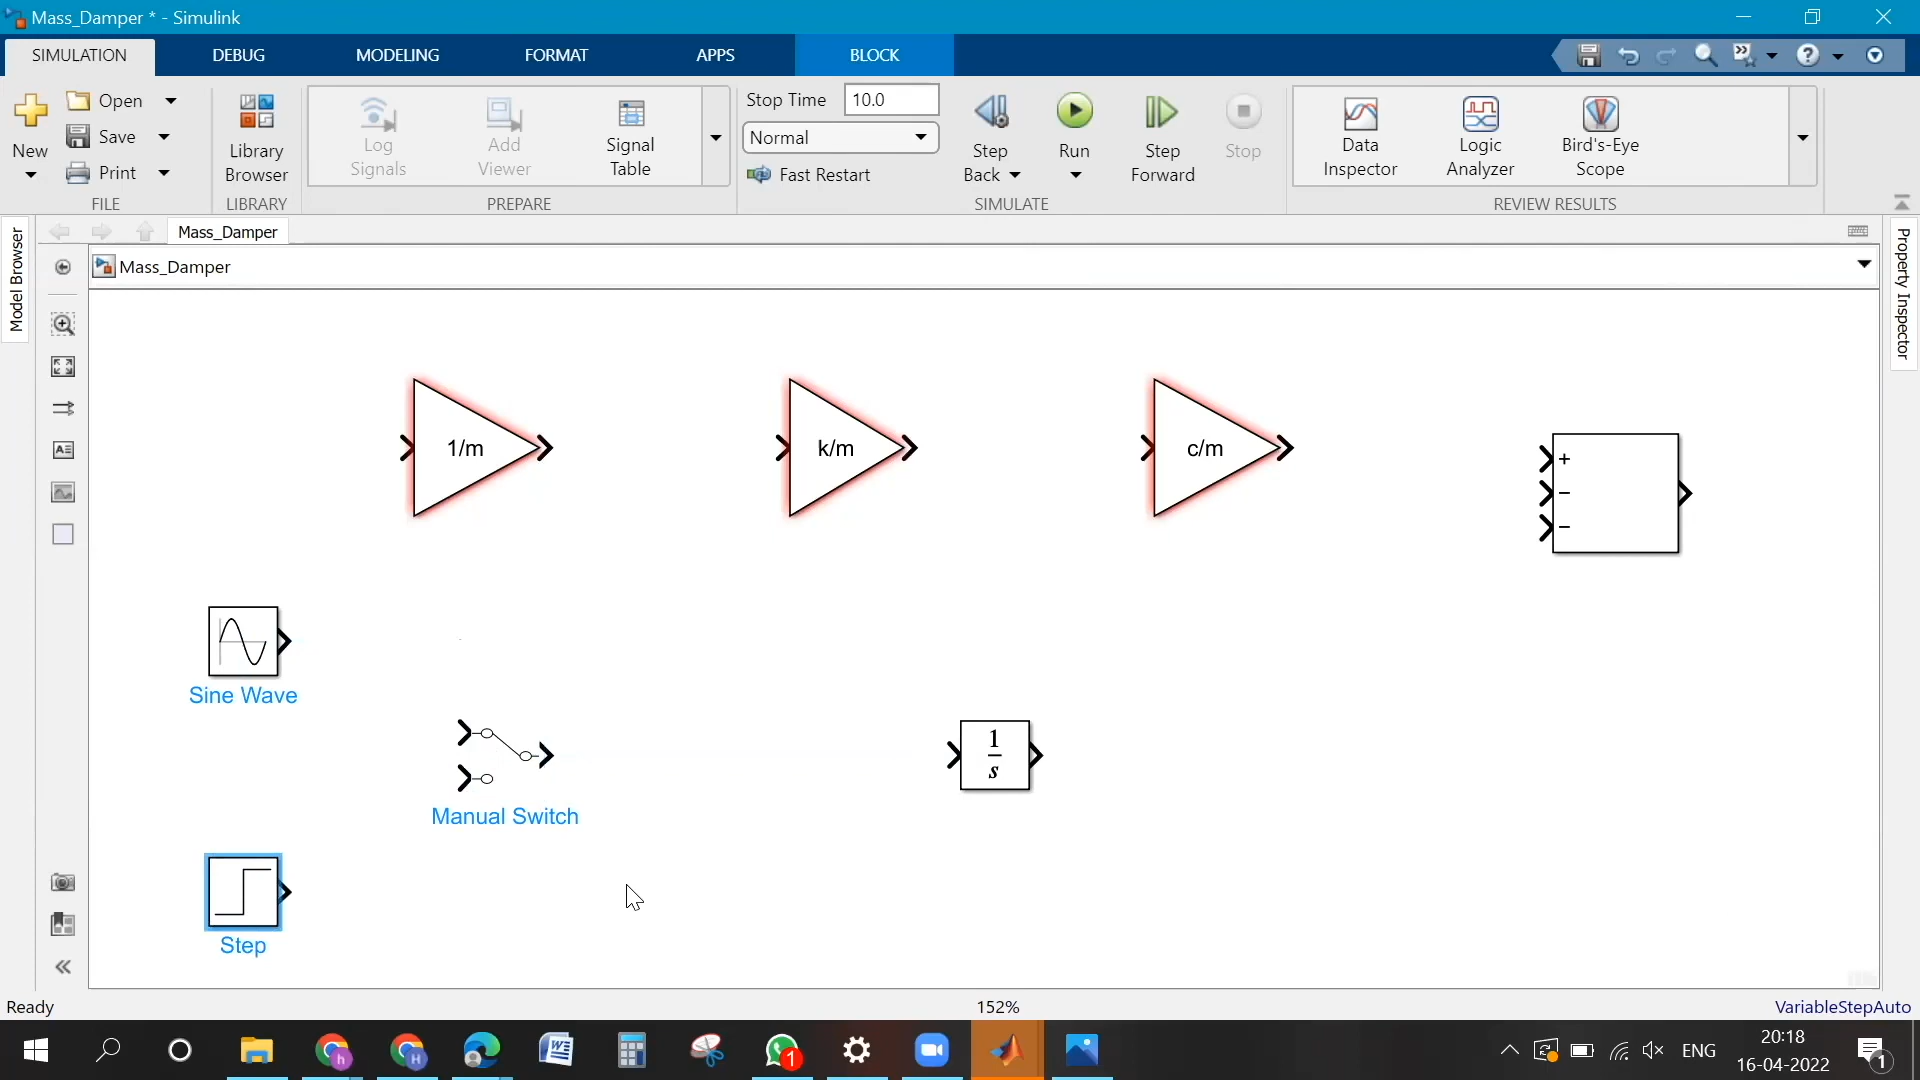 Mass_Damper * - Simulink
SIMULATION DEBUG MODELING FORMAT APPS BLOCK
New
Open
Save
Print
FILE
Library
Browser
LIBRARY
Log
Signals
Add
Viewer
Signal
Table
PREPARE
Stop Time 10.0
Normal
Fast Restart
Step
Back
Run
Step
Forward
Stop
SIMULATE
Data
Inspector
Logic
Analyzer
Bird's-Eye
Scope
REVIEW RESULTS
Model Browser
Mass_Damper
Mass_Damper
Property Inspector
1/m
k/m
c/m
+
−
−
Sine Wave
Manual Switch
1
s
Step
Ready
152%
VariableStepAuto
1
ENG
20:18
16-04-2022
1